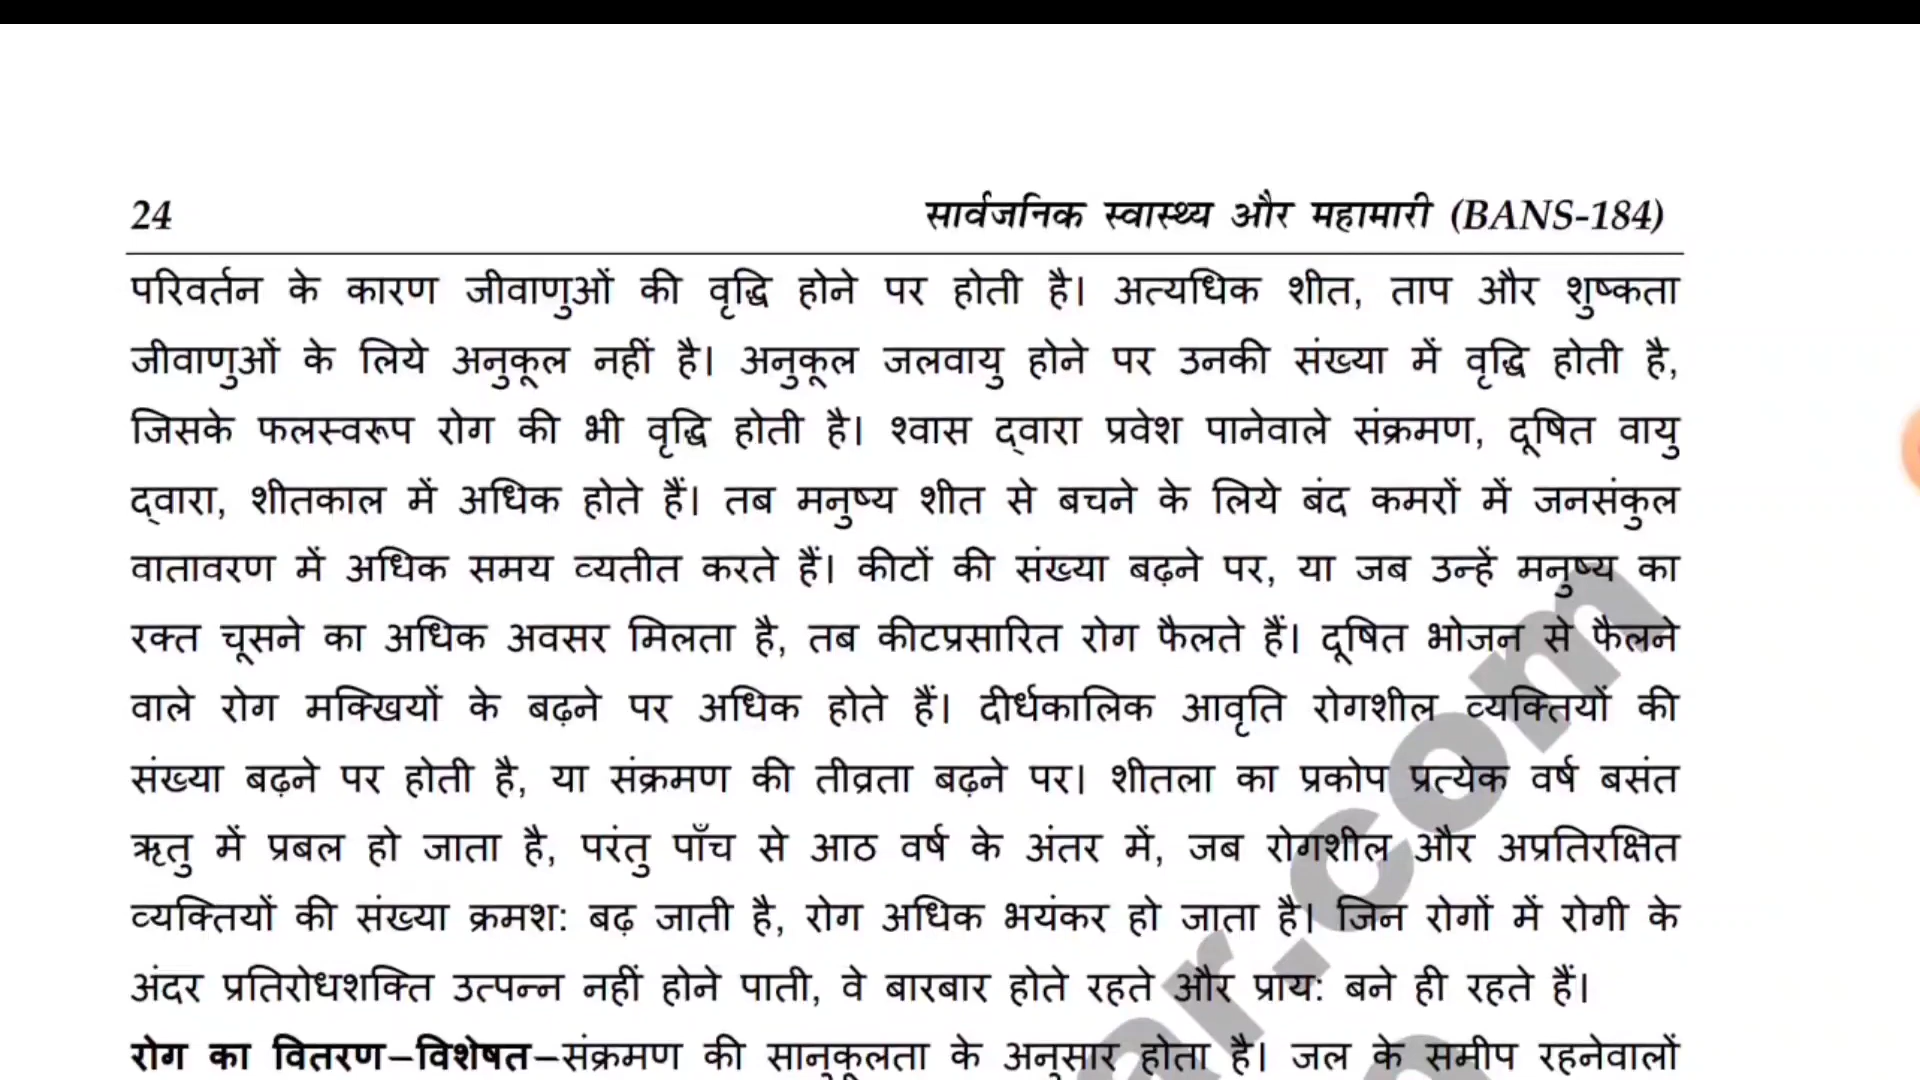 24 सार्वजनिक स्वास्थ्य और महामारी (BANS-184)
परिवर्तन के कारण जीवाणुओं की वृद्धि होने पर होती है। अत्यधिक शीत, ताप और शुष्कता
जीवाणुओं के लिये अनुकूल नहीं है। अनुकूल जलवायु होने पर उनकी संख्या में वृद्धि होती है,
जिसके फलस्वरूप रोग की भी वृद्धि होती है। श्वास द्वारा प्रवेश पानेवाले संक्रमण, दूषित वायु
द्वारा, शीतकाल में अधिक होते हैं। तब मनुष्य शीत से बचने के लिये बंद कमरों में जनसंकुल
वातावरण में अधिक समय व्यतीत करते हैं। कीटों की संख्या बढ़ने पर, या जब उन्हें मनुष्य का
रक्त चूसने का अधिक अवसर मिलता है, तब कीटप्रसारित रोग फैलते हैं। दूषित भोजन से फैलने
वाले रोग मक्खियों के बढ़ने पर अधिक होते हैं। दीर्धकालिक आवृति रोगशील व्यक्तियों की
संख्या बढ़ने पर होती है, या संक्रमण की तीव्रता बढ़ने पर। शीतला का प्रकोप प्रत्येक वर्ष बसंत
ऋतु में प्रबल हो जाता है, परंतु पाँच से आठ वर्ष के अंतर में, जब रोगशील और अप्रतिरक्षित
व्यक्तियों की संख्या क्रमश: बढ़ जाती है, रोग अधिक भयंकर हो जाता है। जिन रोगों में रोगी के
अंदर प्रतिरोधशक्ति उत्पन्न नहीं होने पाती, वे बारबार होते रहते और प्राय: बने ही रहते हैं।
रोग का वितरण–विशेषत–संक्रमण की सानुकूलता के अनुसार होता है। जल के समीप रहनेवालों
ar.com